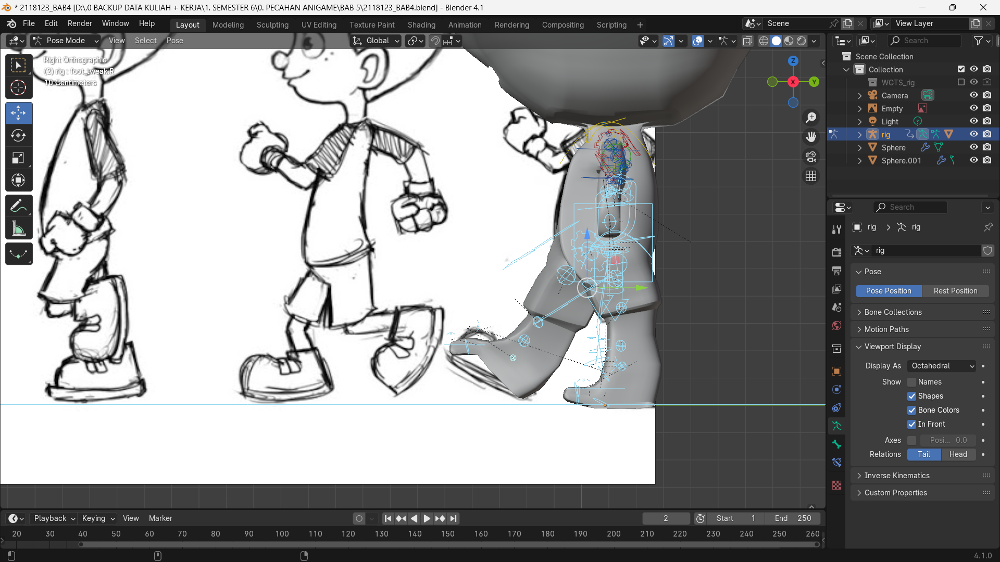 * 2118123_BAB4 [D:\.0 BACKUP DATA KULIAH + KERJA\1. SEMESTER 6\0. PECAHAN ANIGAME\BAB 5\2118123_BAB4.blend] - Blender 4.1
File Edit Render Window Help Layout Modeling Sculpting UV Editing Texture Paint Shading Animation Rendering Compositing Scripting + Scene View Layer
Pose Mode View Select Pose Global Search
Right Orthographic
(2) rig : foot_tweak.R
10 Centimeters
Z
X
Y
Scene Collection
Collection
WGTS_rig
Camera
Empty
Light
rig
Sphere
Sphere.001
Search
rig > rig
rig
Pose
Pose Position Rest Position
Bone Collections
Motion Paths
Viewport Display
Display As Octahedral
Show Names
Shapes
Bone Colors
In Front
Axes Posi... 0.0
Relations Tail Head
Inverse Kinematics
Custom Properties
Playback Keying View Marker 2 Start 1 End 250
20 30 40 50 60 70 80 90 100 110 120 130 140 150 160 170 180 190 200 210 220 230 240 250 260
4.1.0